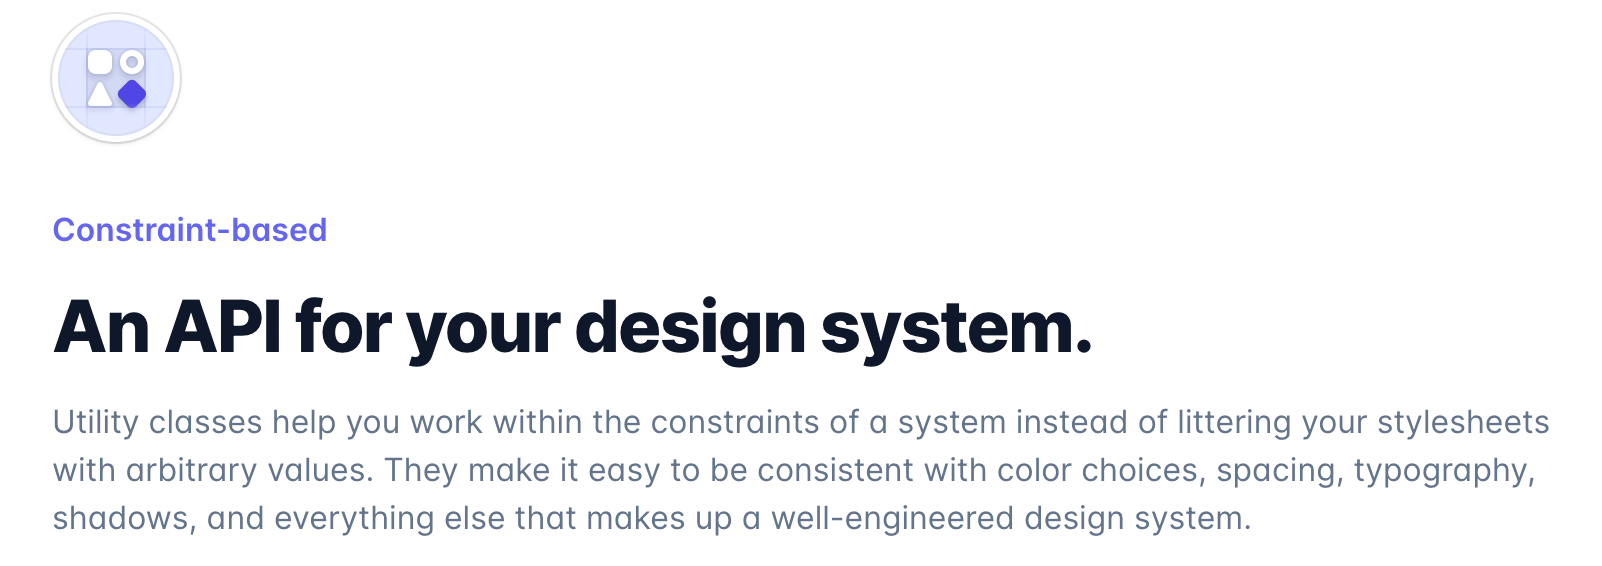 Constraint-based
An API for your design system.
Utility classes help you work within the constraints of a system instead of littering your stylesheets
with arbitrary values. They make it easy to be consistent with color choices, spacing, typography,
shadows, and everything else that makes up a well-engineered design system.